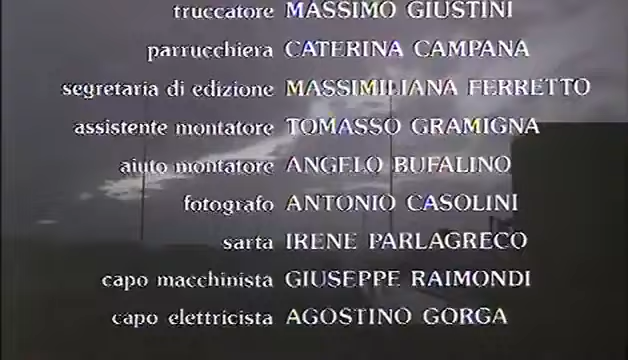 truccatore MASSIMO GIUSTINI
parrucchiera CATERINA CAMPANA
segretaria di edizione MASSIMILIANA FERRETTO
assistente montatore TOMASSO GRAMIGNA
aiuto montatore ANGELO BUFALINO
fotografo ANTONIO CASOLINI
sarta IRENE PARLAGRECO
capo macchinista GIUSEPPE RAIMONDI
capo elettricista AGOSTINO GORGA